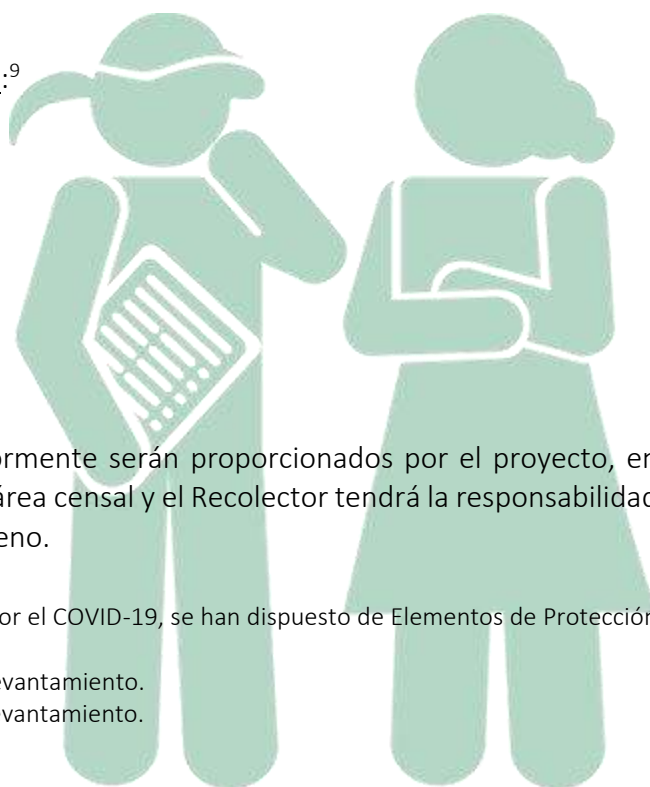 :⁹
ormente serán proporcionados por el proyecto, en
área censal y el Recolector tendrá la responsabilidad
eno.
or el COVID-19, se han dispuesto de Elementos de Protección
evantamiento.
evantamiento.